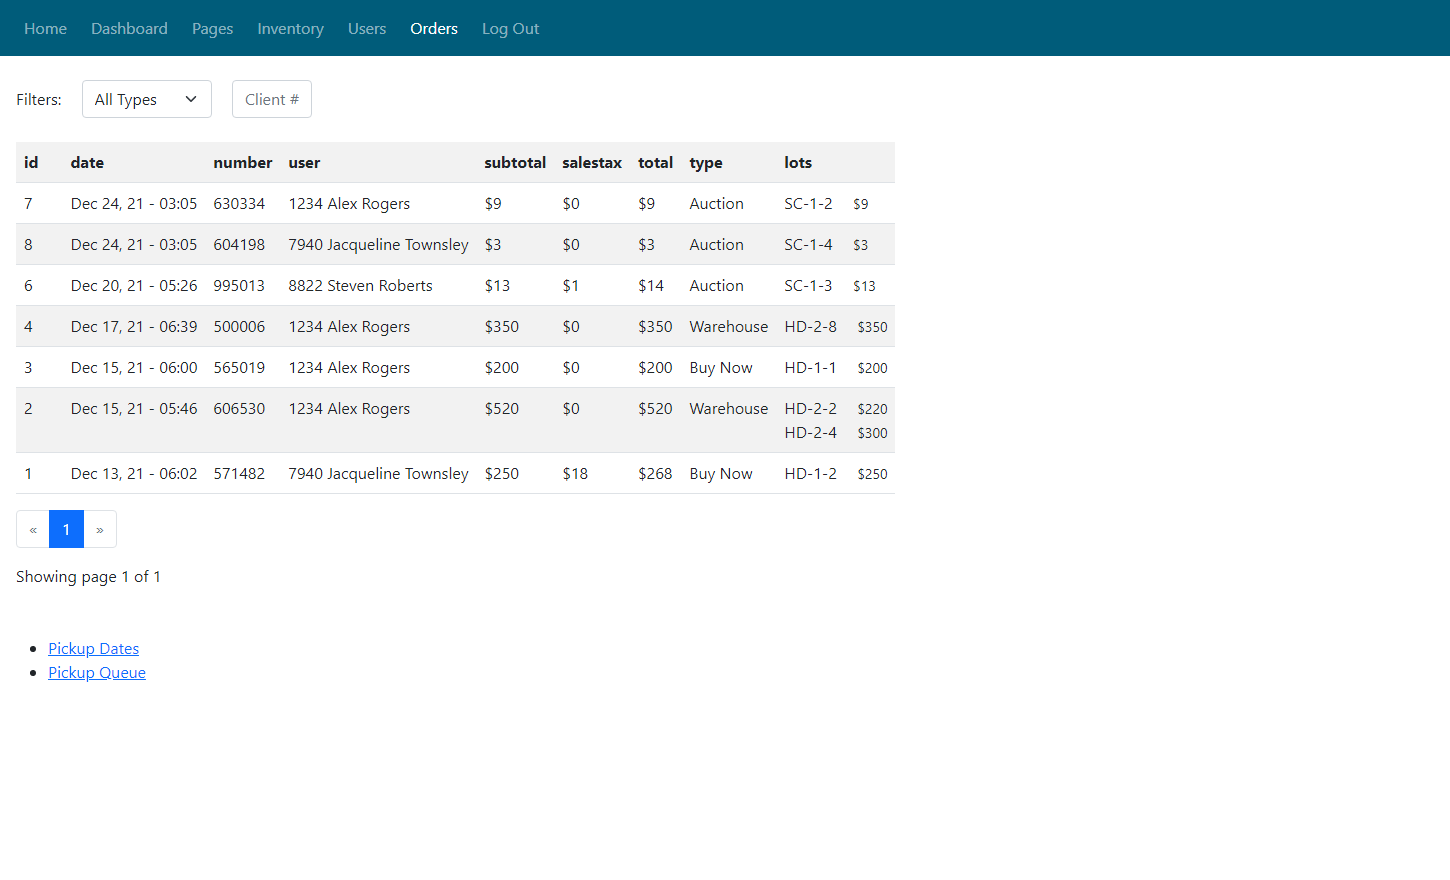 Home Dashboard Pages Inventory Users Orders Log Out
Filters: All Types Client #
id date number user subtotal salestax total type lots
7 Dec 24, 21 - 03:05 630334 1234 Alex Rogers $9 $0 $9 Auction SC-1-2 $9
8 Dec 24, 21 - 03:05 604198 7940 Jacqueline Townsley $3 $0 $3 Auction SC-1-4 $3
6 Dec 20, 21 - 05:26 995013 8822 Steven Roberts $13 $1 $14 Auction SC-1-3 $13
4 Dec 17, 21 - 06:39 500006 1234 Alex Rogers $350 $0 $350 Warehouse HD-2-8 $350
3 Dec 15, 21 - 06:00 565019 1234 Alex Rogers $200 $0 $200 Buy Now HD-1-1 $200
2 Dec 15, 21 - 05:46 606530 1234 Alex Rogers $520 $0 $520 Warehouse HD-2-2 $220
HD-2-4 $300
1 Dec 13, 21 - 06:02 571482 7940 Jacqueline Townsley $250 $18 $268 Buy Now HD-1-2 $250
« 1 »
Showing page 1 of 1
Pickup Dates
Pickup Queue